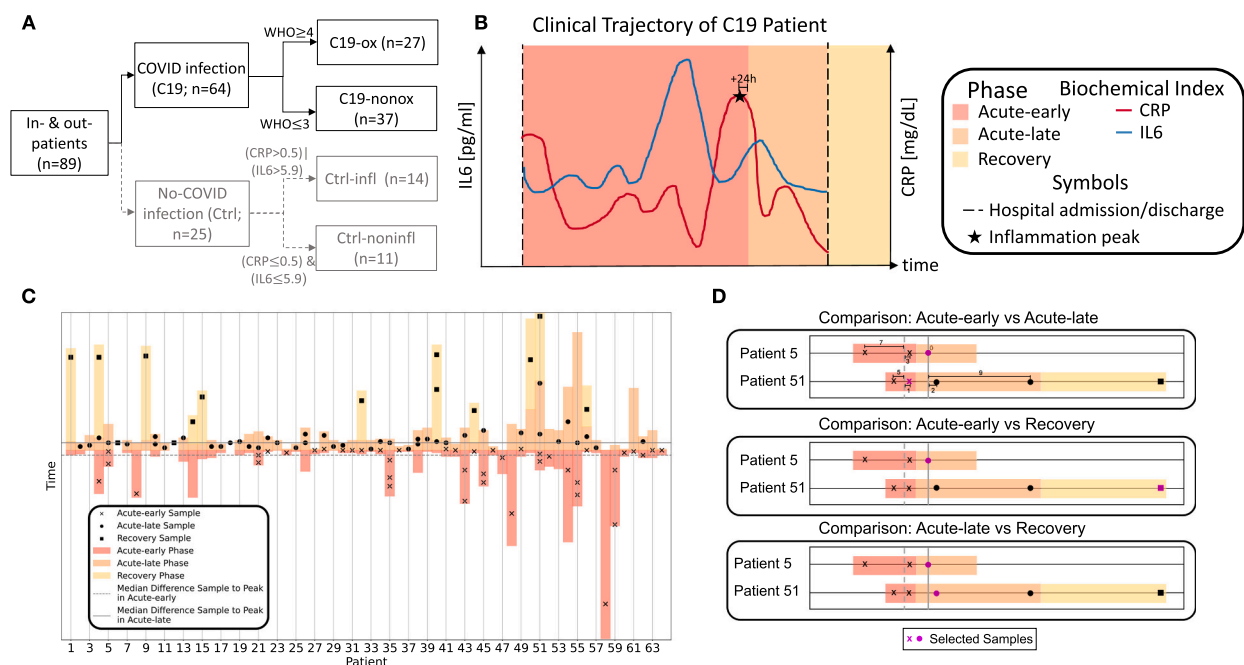 A
In- & out-
patients
(n=89)
COVID infection
(C19; n=64)
WHO≥4
C19-ox (n=27)
WHO≤3
C19-nonox
(n=37)
No-COVID
infection (Ctrl;
n=25)
(CRP>0.5)|
(IL6>5.9)
Ctrl-infl (n=14)
(CRP≤0.5) &
(IL6≤5.9)
Ctrl-noninfl
(n=11)
B
Clinical Trajectory of C19 Patient
IL6 [pg/ml]
+24h
CRP [mg/dL]
time
Phase
Acute-early
Acute-late
Recovery
Biochemical Index
CRP
IL6
Symbols
Hospital admission/discharge
Inflammation peak
C
Time
Acute-early Sample
Acute-late Sample
Recovery Sample
Acute-early Phase
Acute-late Phase
Recovery Phase
Median Difference Sample to Peak
in Acute-early
Median Difference Sample to Peak
in Acute-late
1 3 5 7 9 11 13 15 17 19 21 23 25 27 29 31 33 35 37 39 41 43 45 47 49 51 53 55 57 59 61 63
Patient
D
Comparison: Acute-early vs Acute-late
Patient 5
7
3
0
Patient 51
5
1
2
9
Comparison: Acute-early vs Recovery
Patient 5
Patient 51
Comparison: Acute-late vs Recovery
Patient 5
Patient 51
Selected Samples